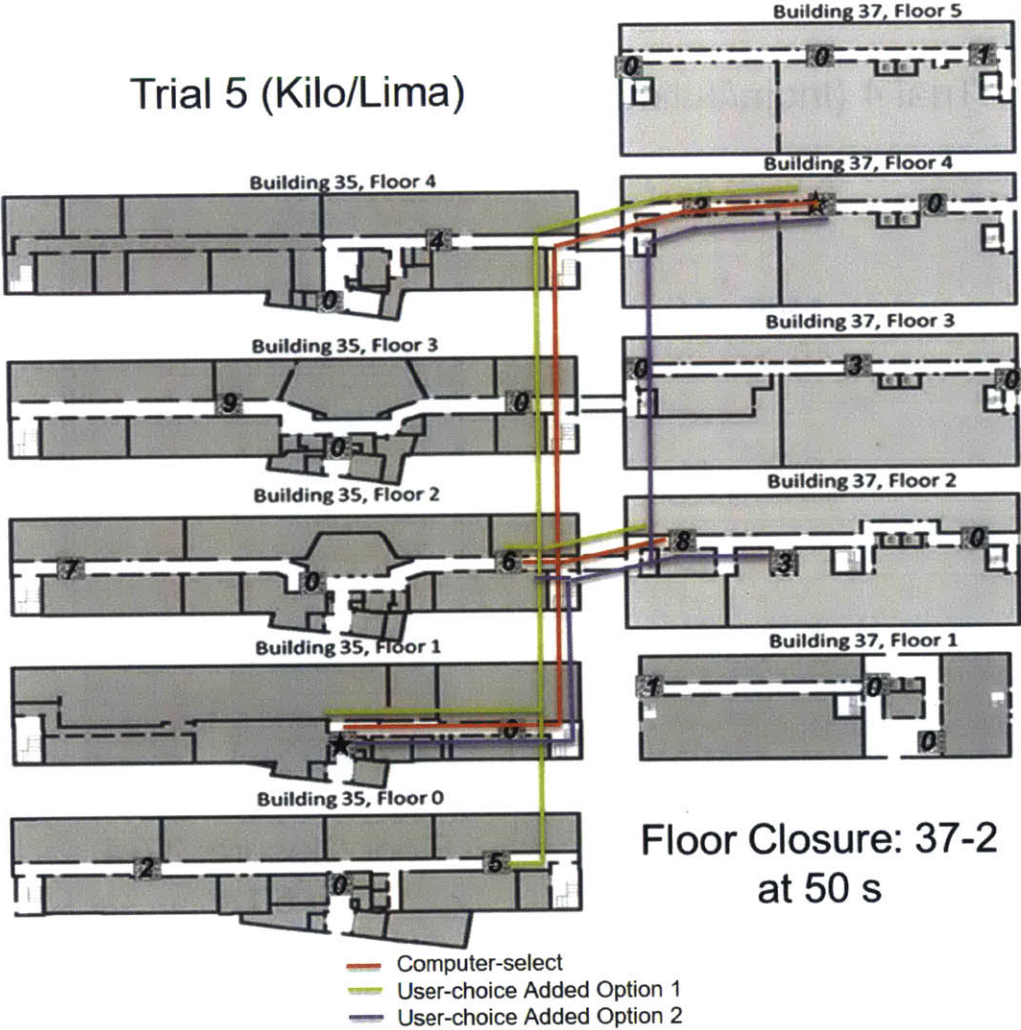 Building 37, Floor 5
0 0 1
Trial 5 (Kilo/Lima)
Building 37, Floor 4
Building 35, Floor 4
0
4
0
Building 37, Floor 3
Building 35, Floor 3
0 3 0
9 0
0
Building 37, Floor 2
Building 35, Floor 2
6 8 0
7 0 3
Building 37, Floor 1
Building 35, Floor 1
1 0
0
0
Building 35, Floor 0
2 5
0
Floor Closure: 37-2
at 50 s
Computer-select
User-choice Added Option 1
User-choice Added Option 2